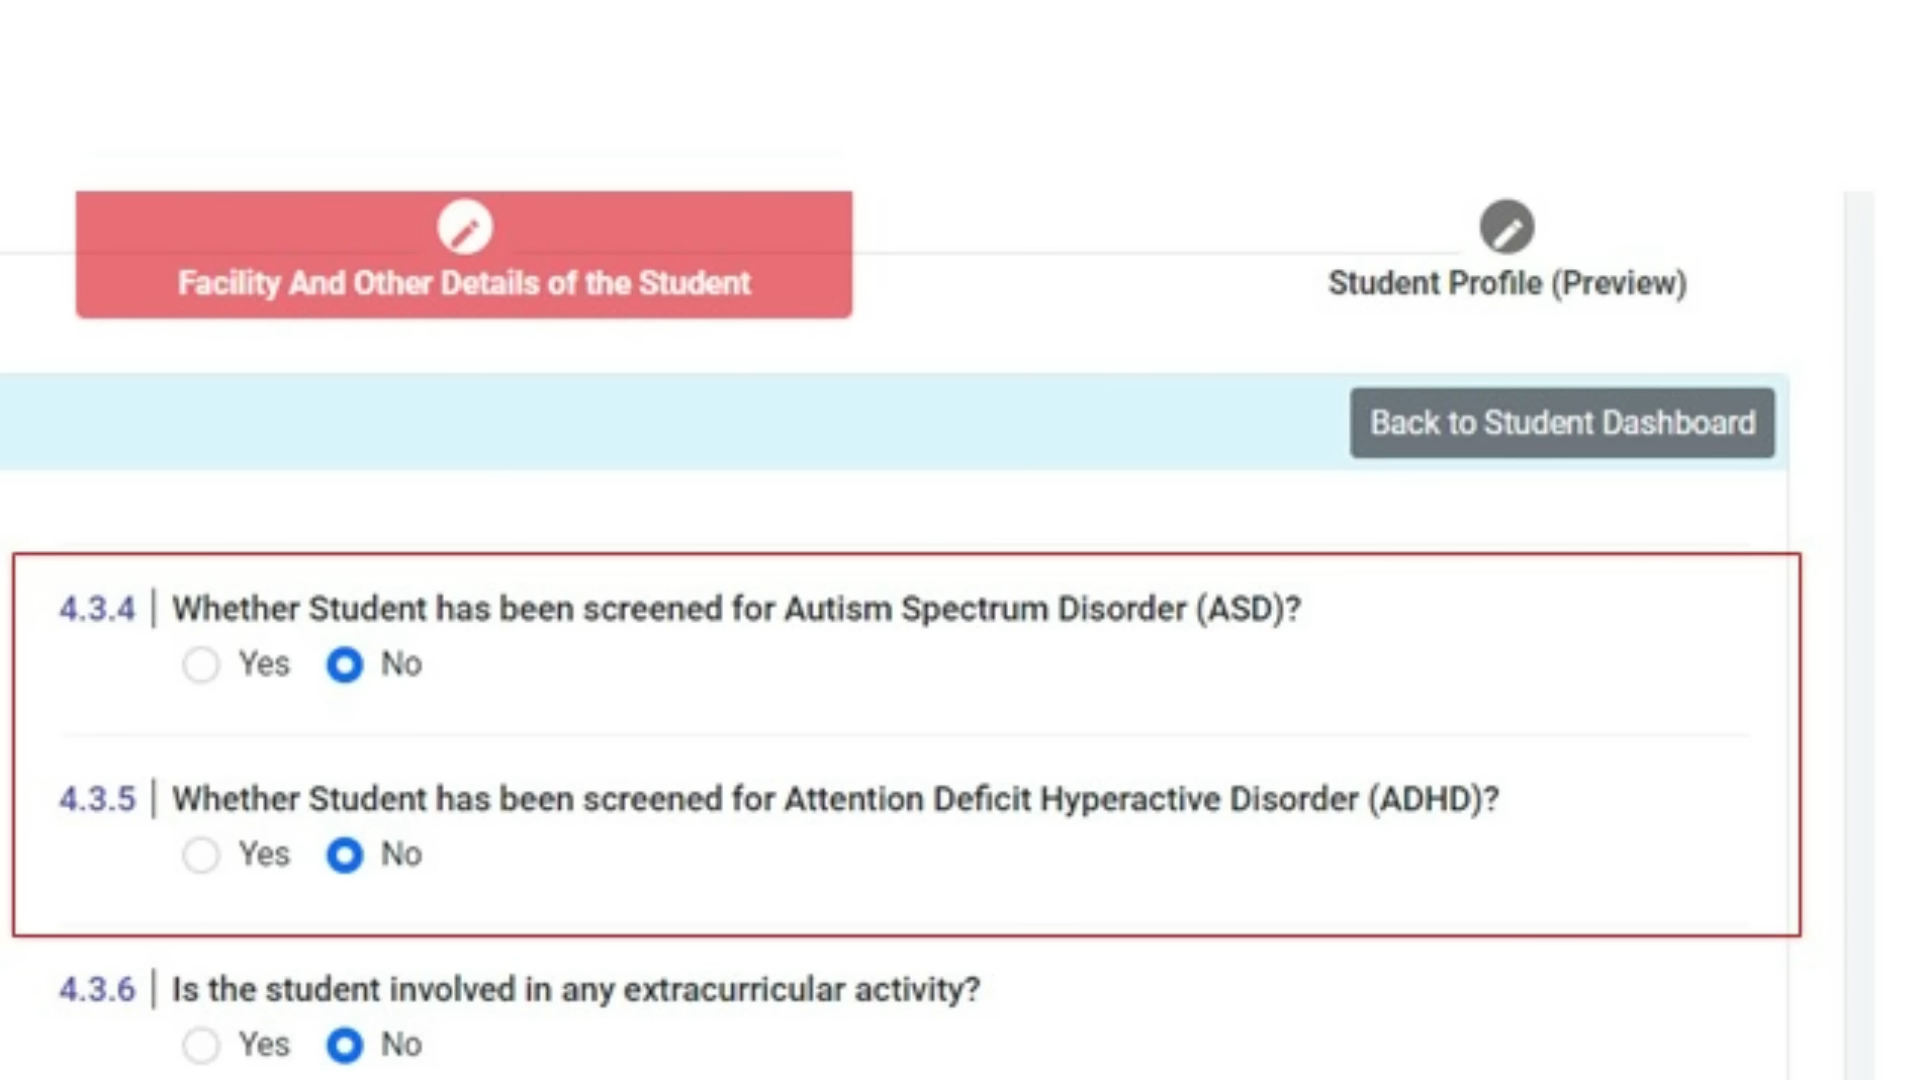 Facility And Other Details of the Student
Student Profile (Preview)
Back to Student Dashboard
4.3.4 Whether Student has been screened for Autism Spectrum Disorder (ASD)?
Yes No
4.3.5 Whether Student has been screened for Attention Deficit Hyperactive Disorder (ADHD)?
Yes No
4.3.6 Is the student involved in any extracurricular activity?
Yes No